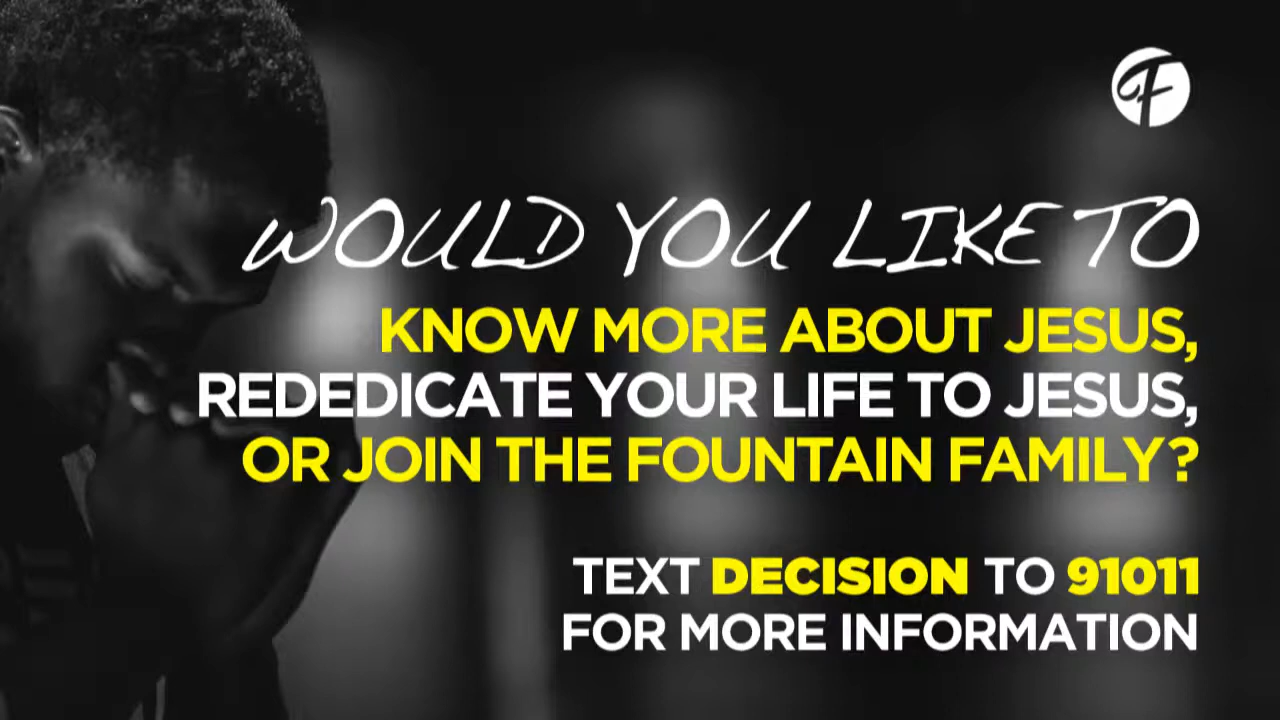 WOULD YOU LIKE TO
KNOW MORE ABOUT JESUS,
REDEDICATE YOUR LIFE TO JESUS,
OR JOIN THE FOUNTAIN FAMILY?
TEXT DECISION TO 91011
FOR MORE INFORMATION